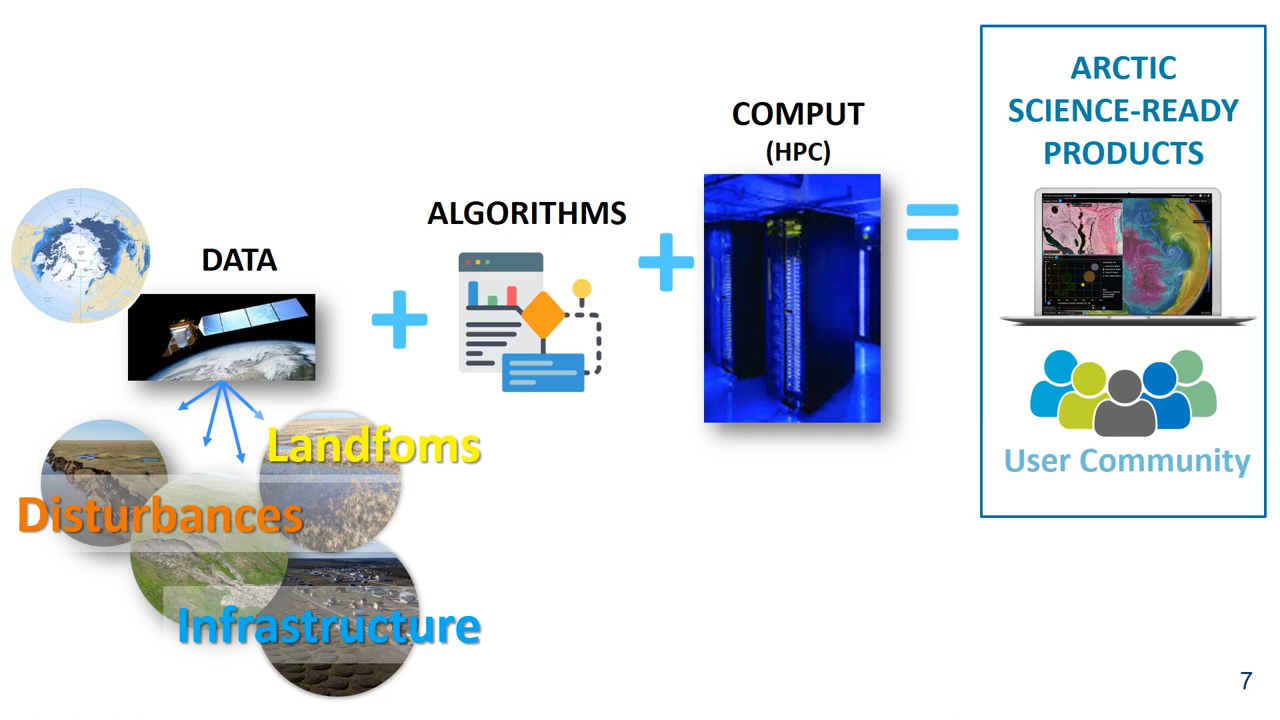 DATA
Landfoms
Disturbances
Infrastructure
ALGORITHMS
COMPUT
(HPC)
ARCTIC
SCIENCE-READY
PRODUCTS
User Community
7